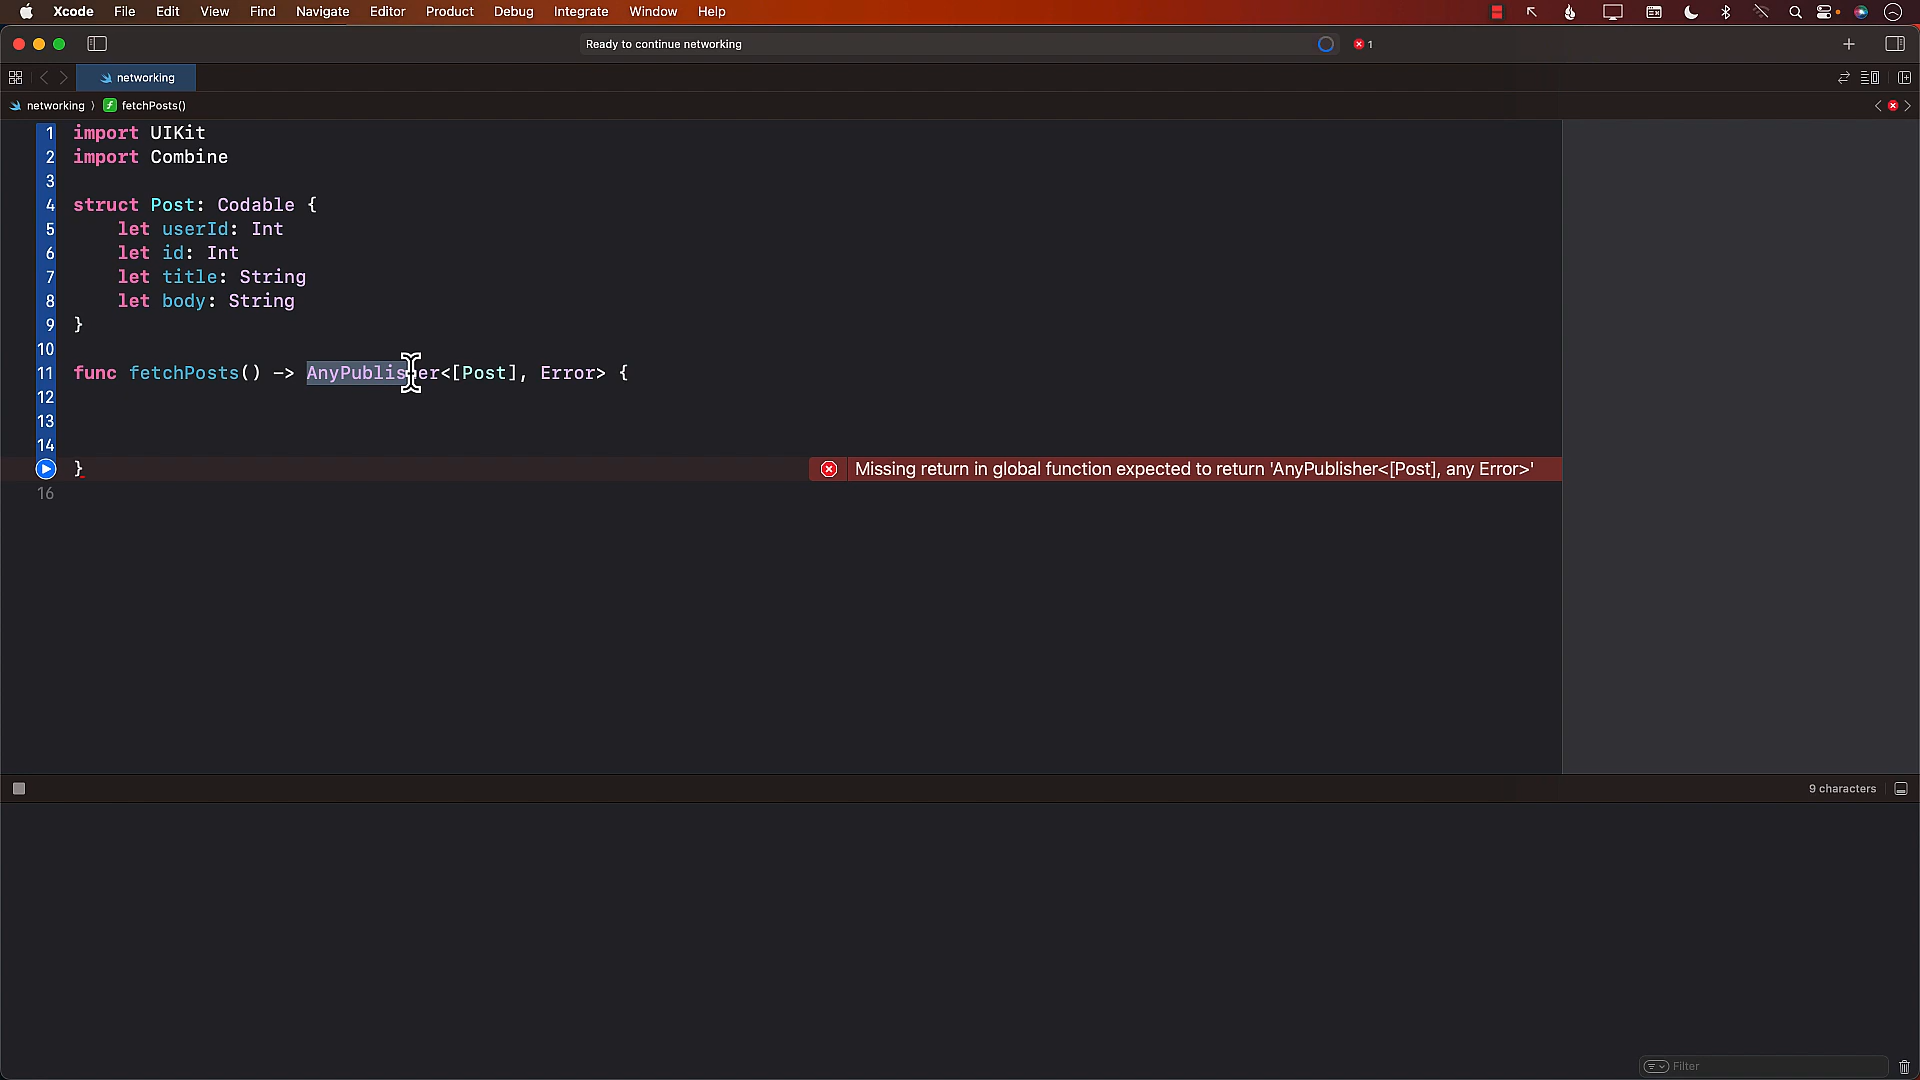 Xcode File Edit View Find Navigate Editor Product Debug Integrate Window Help
Ready to continue networking 1
networking
networking fetchPosts()
1 import UIKit
2 import Combine
3
4 struct Post: Codable {
5 let userId: Int
6 let id: Int
7 let title: String
8 let body: String
9 }
10
11 func fetchPosts() -> AnyPublisher<[Post], Error> {
12
13
14
} Missing return in global function expected to return 'AnyPublisher<[Post], any Error>'
16
9 characters
Filter